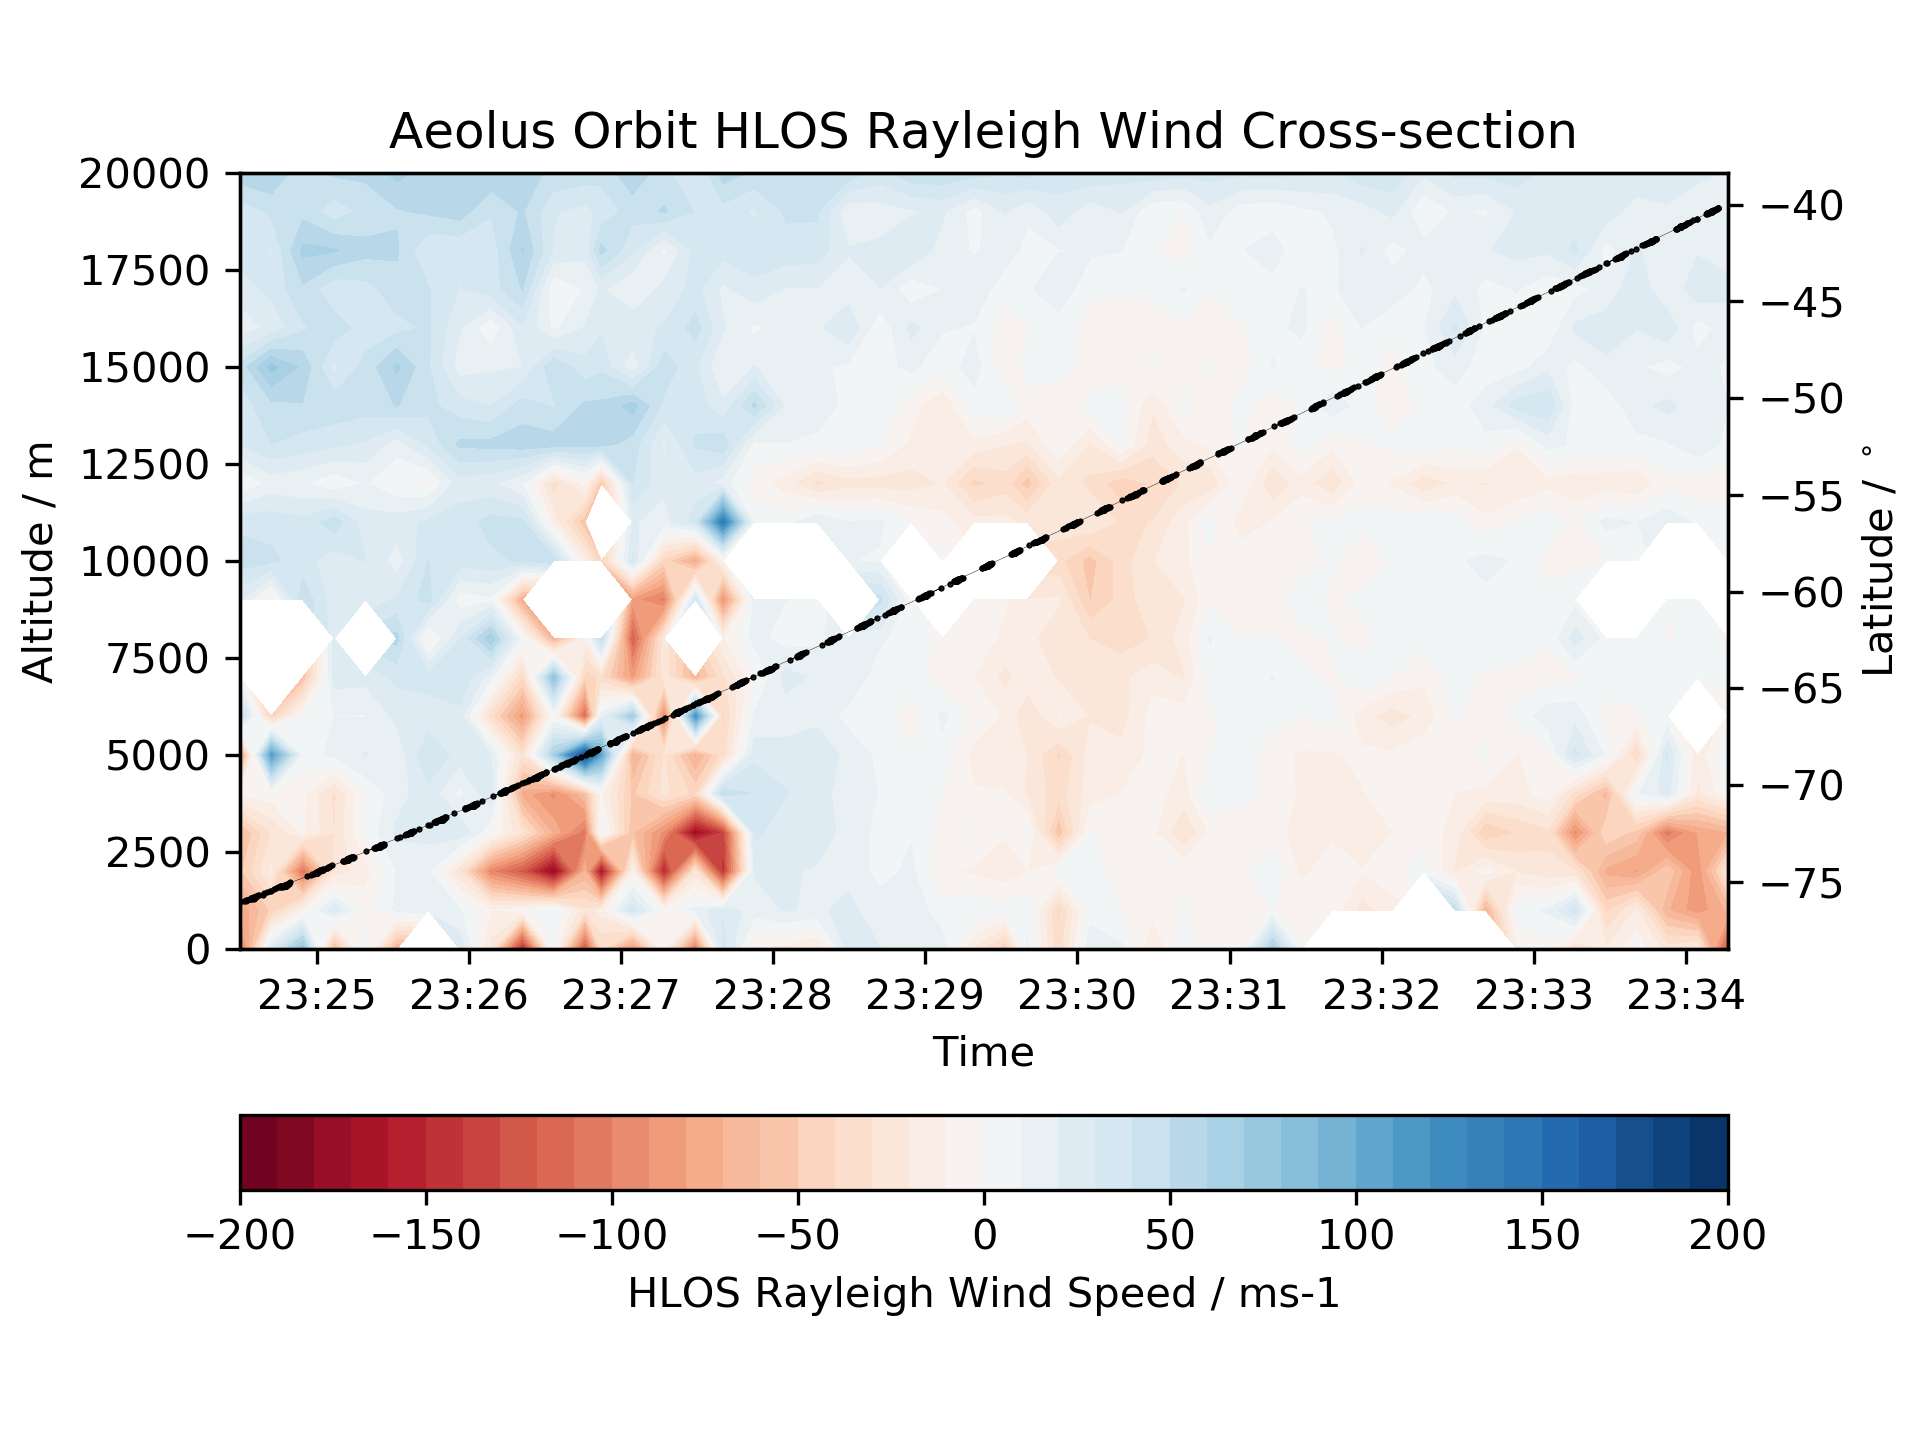 Aeolus Orbit HLOS Rayleigh Wind Cross-section
20000
17500
15000
12500
10000
7500
5000
2500
0
Altitude / m
−40
−45
−50
−55
−60
−65
−70
−75
Latitude / °
23:25 23:26 23:27 23:28 23:29 23:30 23:31 23:32 23:33 23:34
Time
−200 −150 −100 −50 0 50 100 150 200
HLOS Rayleigh Wind Speed / ms-1